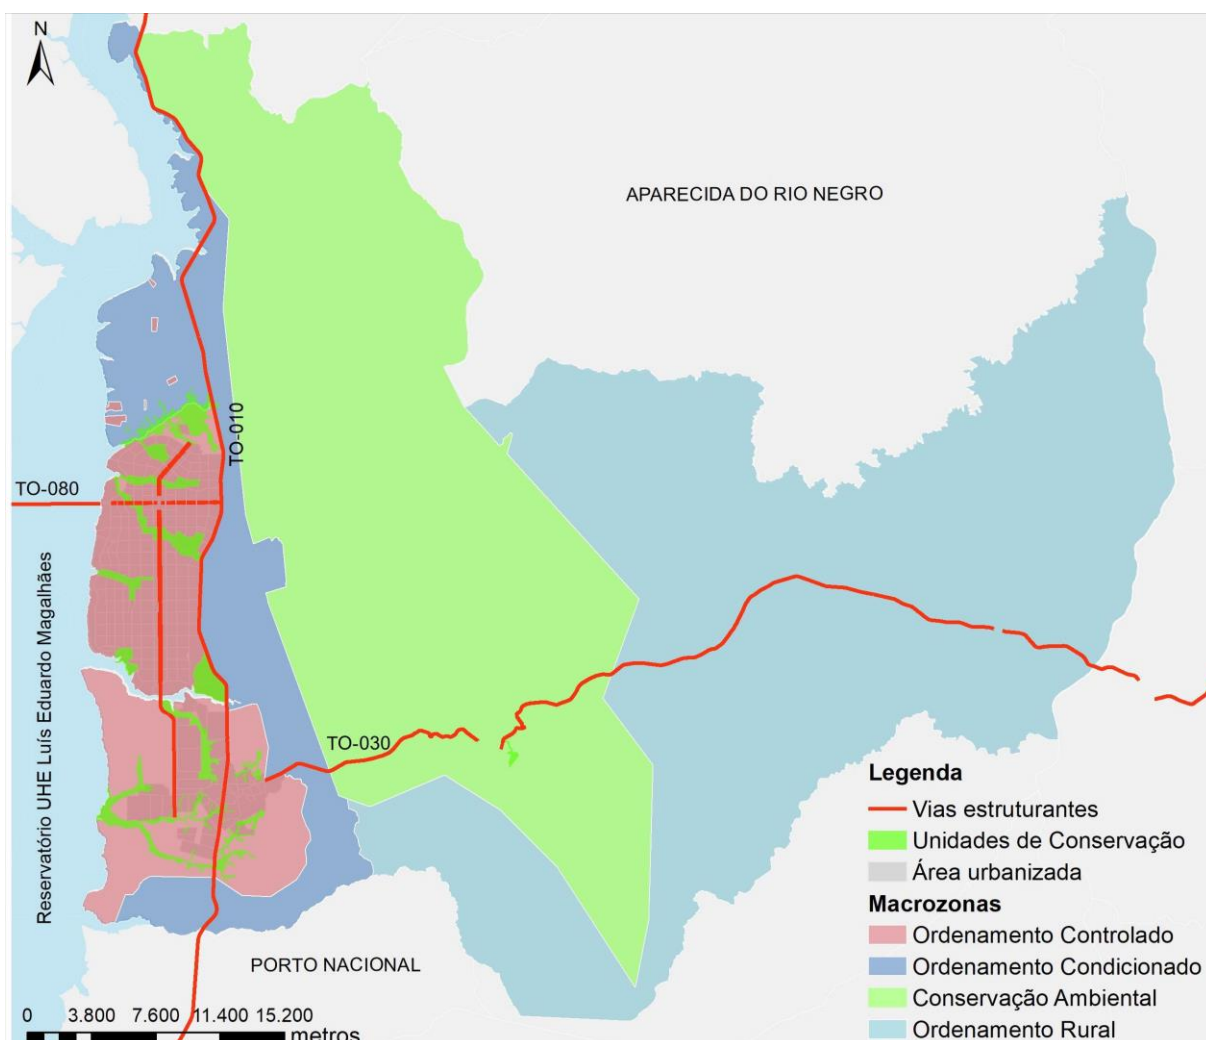 N
APARECIDA DO RIO NEGRO
TO-010
TO-080
Reservatório UHE Luís Eduardo Magalhães
TO-030
PORTO NACIONAL
Legenda
Vias estruturantes
Unidades de Conservação
Área urbanizada
Macrozonas
Ordenamento Controlado
Ordenamento Condicionado
Conservação Ambiental
Ordenamento Rural
0 3.800 7.600 11.400 15.200
metros